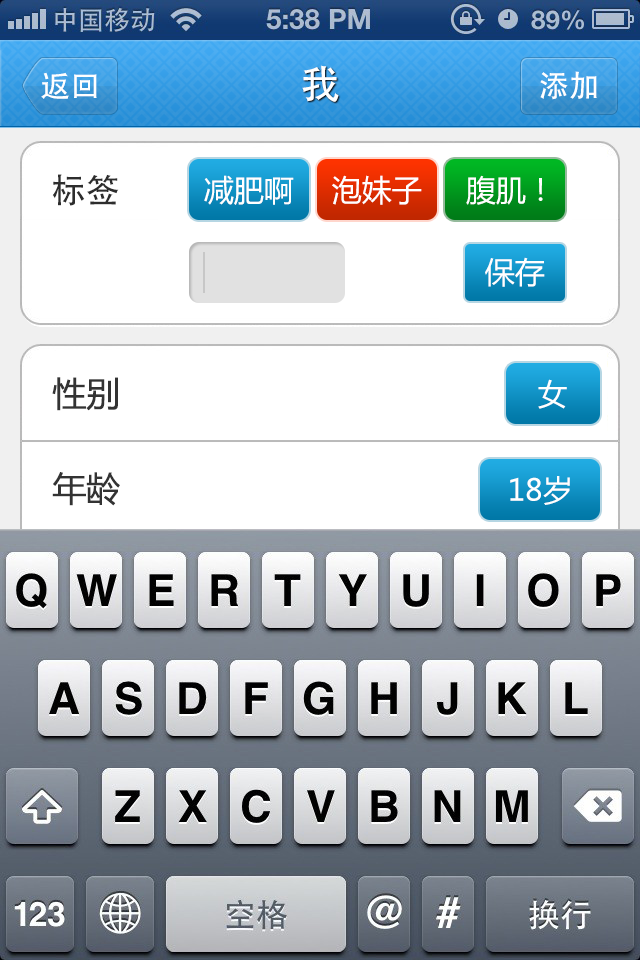 中国移动 5:38 PM 89%
返回 我 添加
标签 减肥啊 泡妹子 腹肌！
保存
性别 女
年龄 18岁
Q W E R T Y U I O P
A S D F G H J K L
Z X C V B N M
123 空格 @ # 换行